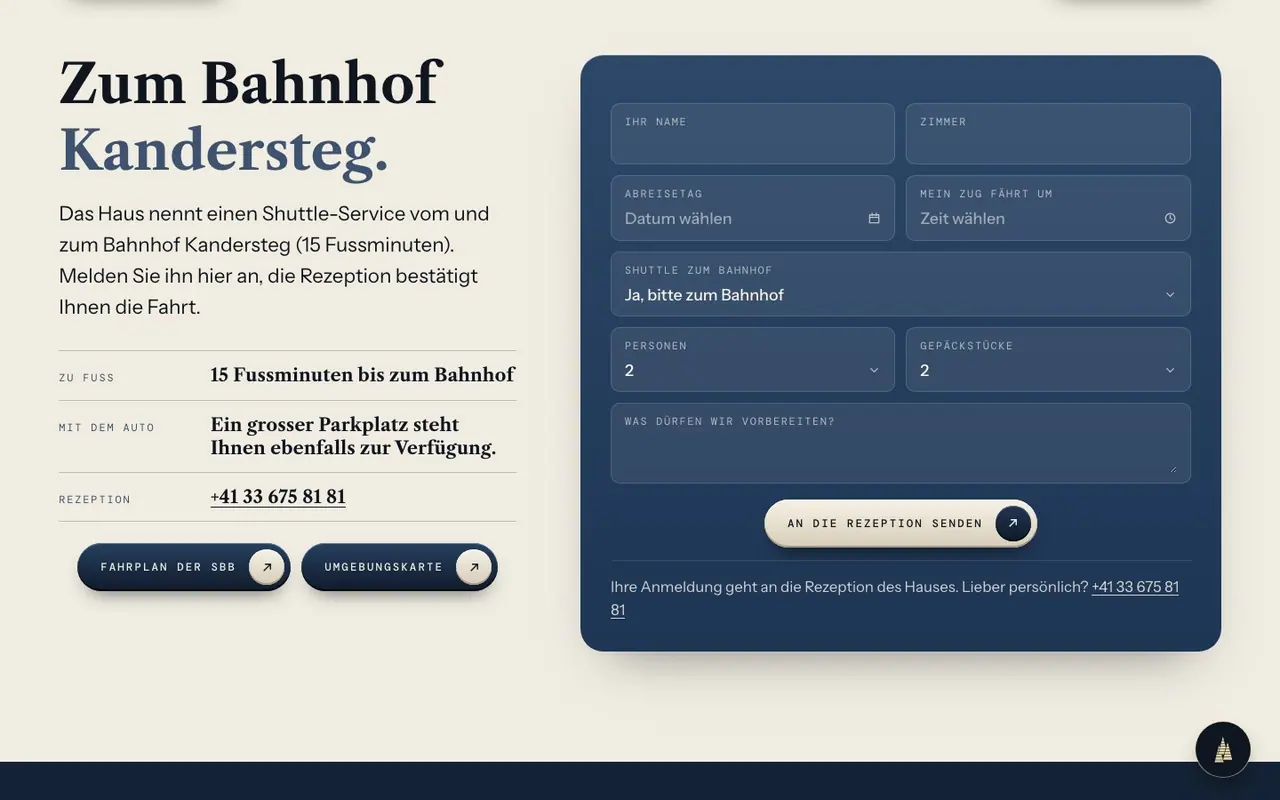 Zum Bahnhof
Kandersteg.
Das Haus nennt einen Shuttle-Service vom und
zum Bahnhof Kandersteg (15 Fussminuten).
Melden Sie ihn hier an, die Rezeption bestätigt
Ihnen die Fahrt.
ZU FUSS
15 Fussminuten bis zum Bahnhof
MIT DEM AUTO
Ein grosser Parkplatz steht
Ihnen ebenfalls zur Verfügung.
REZEPTION
+41 33 675 81 81
FAHRPLAN DER SBB
UMGEBUNGSKARTE
IHR NAME
ZIMMER
ABREISETAG
Datum wählen
MEIN ZUG FÄHRT UM
Zeit wählen
SHUTTLE ZUM BAHNHOF
Ja, bitte zum Bahnhof
PERSONEN
2
GEPÄCKSTÜCKE
2
WAS DÜRFEN WIR VORBEREITEN?
AN DIE REZEPTION SENDEN
Ihre Anmeldung geht an die Rezeption des Hauses. Lieber persönlich? +41 33 675 81
81